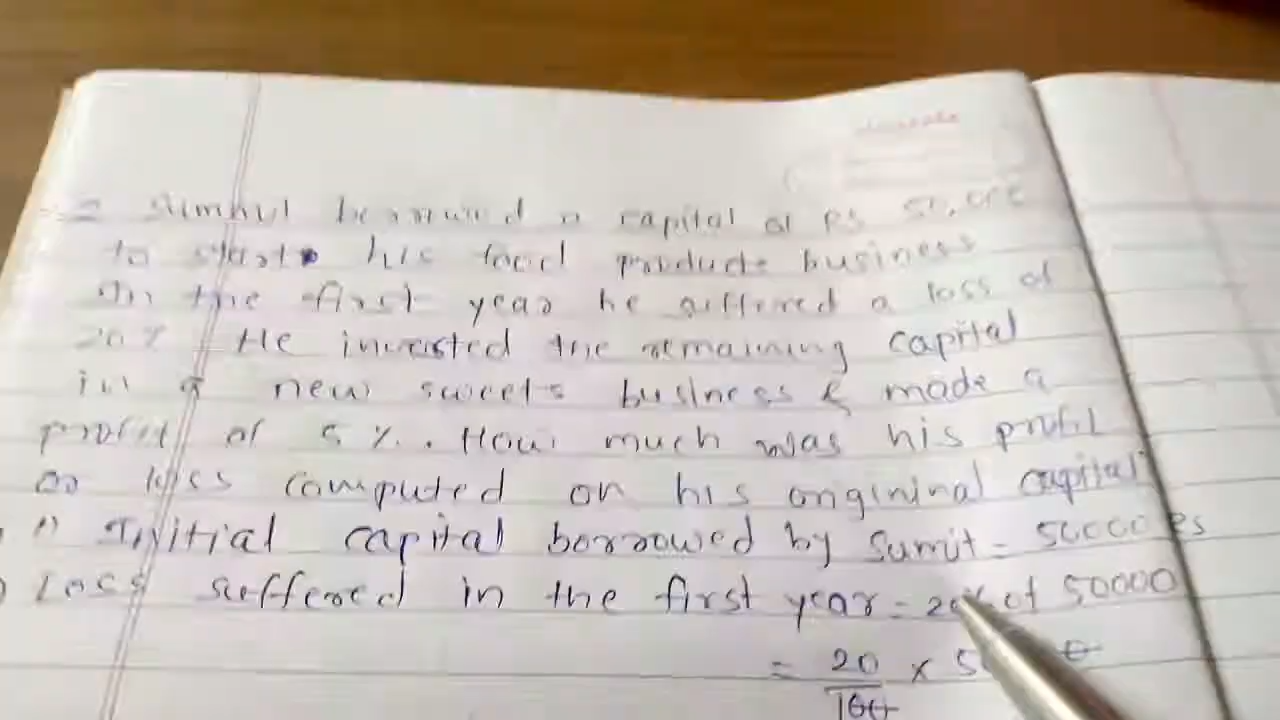 borrowed a capital of Rs 50,000
to start his food products business
In the first year he suffered a loss of
20% He invested the remaining capital
in a new sweets business & made a
profit of 5%. How much was his profit
or loss computed on his origininal capital
1) Initial capital borrowed by Sumit = 50000 Rs
Loss suffered in the first year = 20% of 50000
= 20/100 ×